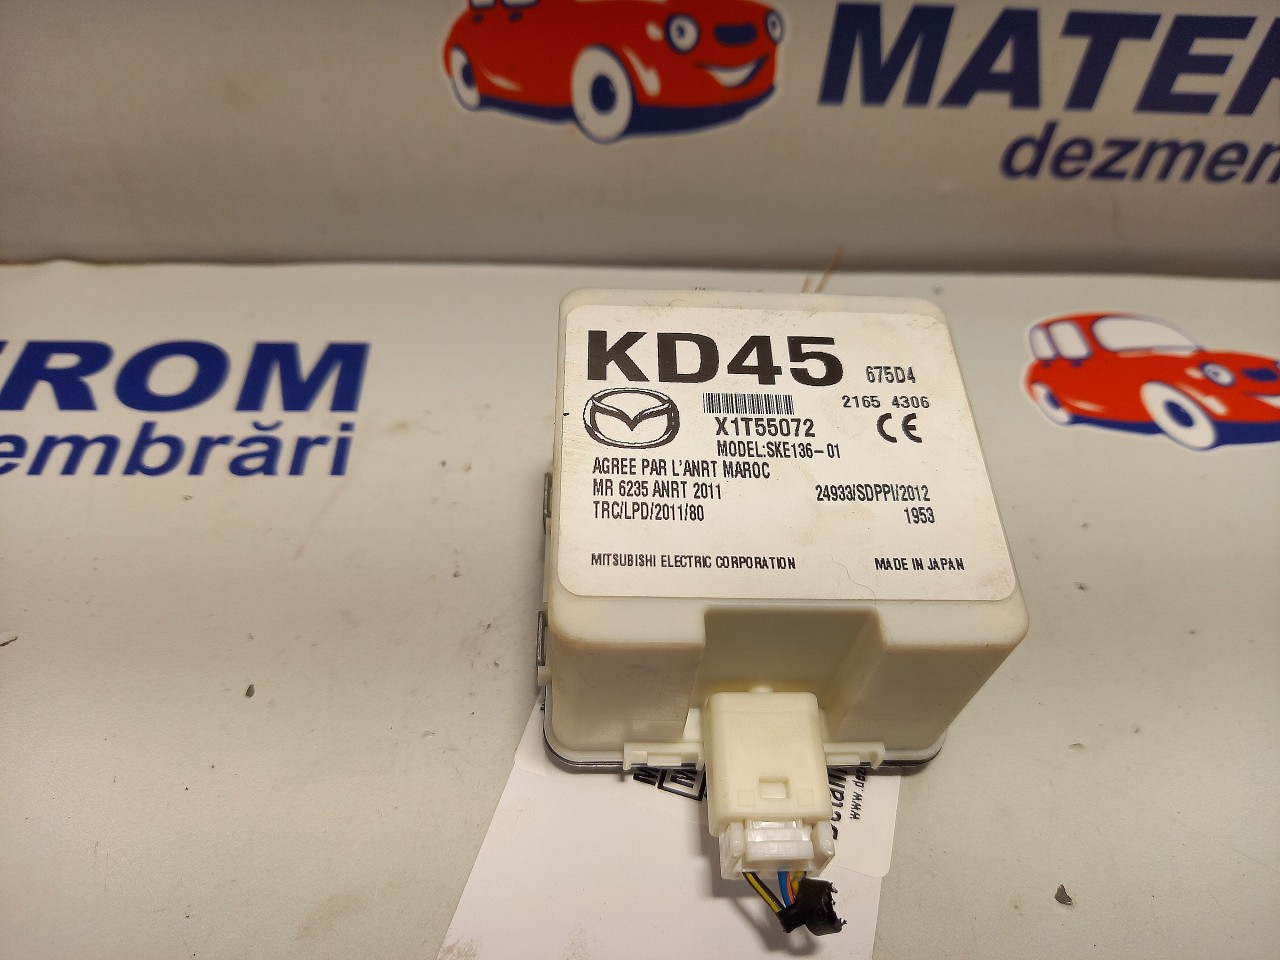 MATER
dezmem
ROM
embrări
KD45 675D4
2165 4306
X1T55072
CE
MODEL:SKE136-01
AGREE PAR L'ANRT MAROC
MR 6235 ANRT 2011 24933/SDPPI/2012
TRC/LPD/2011/80 1953
MITSUBISHI ELECTRIC CORPORATION MADE IN JAPAN